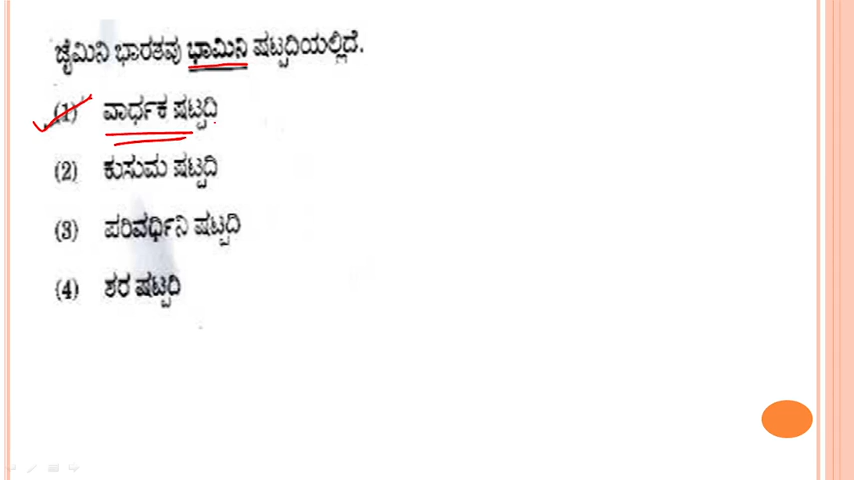 ಜೈಮಿನಿ ಭಾರತವು ಭಾಮಿನಿ ಷಟ್ಪದಿಯಲ್ಲಿದೆ.
(1) ವಾರ್ಧಕ ಷಟ್ಪದಿ
(2) ಕುಸುಮ ಷಟ್ಪದಿ
(3) ಪರಿವರ್ಧಿನಿ ಷಟ್ಪದಿ
(4) ಶರ ಷಟ್ಪದಿ